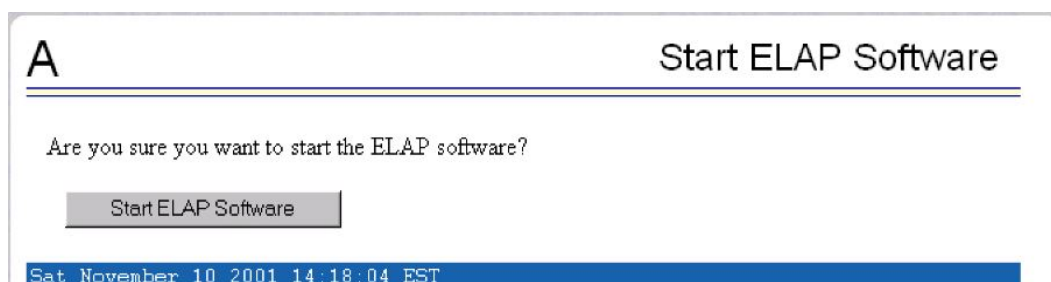 A
Start ELAP Software
Are you sure you want to start the ELAP software?
Start ELAP Software
Sat November 10 2001 14:18:04 EST